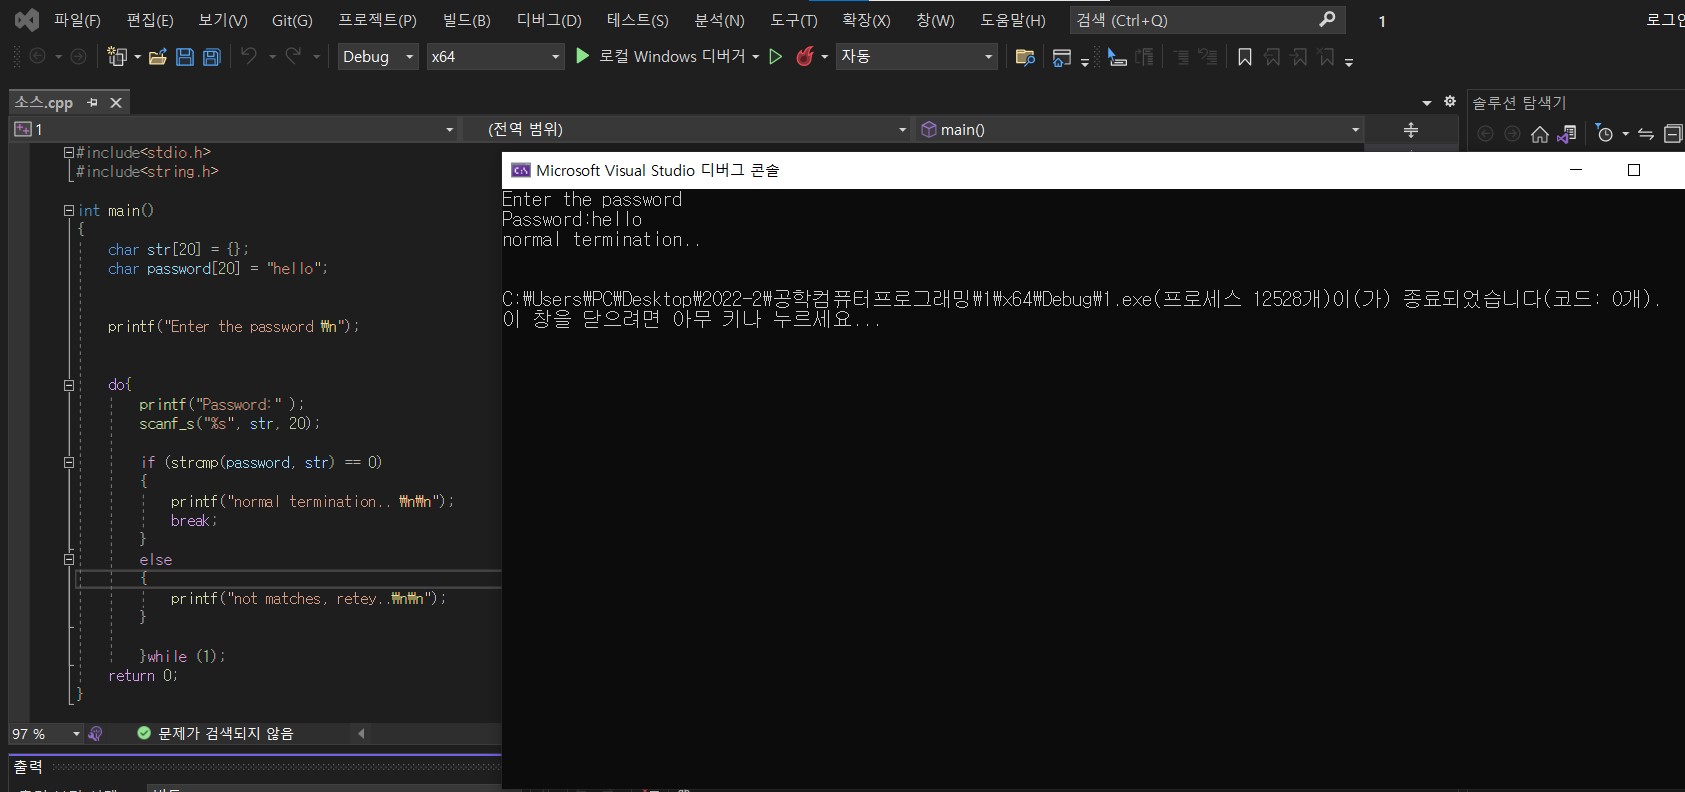 파일(F) 편집(E) 보기(V) Git(G) 프로젝트(P) 빌드(B) 디버그(D) 테스트(S) 분석(N) 도구(T) 확장(X) 창(W) 도움말(H) 검색 (Ctrl+Q) 1
Debug x64 로컬 Windows 디버거 자동
소스.cpp
솔루션 탐색기
1 (전역 범위) main()
#include<stdio.h>
#include<string.h>
int main()
{
char str[20] = {};
char password[20] = "hello";
printf("Enter the password ₩n");
do{
printf("Password:" );
scanf_s("%s", str, 20);
if (strcmp(password, str) == 0)
{
printf("normal termination.. ₩n₩n");
break;
}
else
{
printf("not matches, retey..₩n₩n");
}
}while (1);
return 0;
}
97 % 문제가 검색되지 않음
출력
Microsoft Visual Studio 디버그 콘솔
Enter the password
Password:hello
normal termination..
C:₩Users₩PC₩Desktop₩2022-2₩공학컴퓨터프로그래밍₩1₩x64₩Debug₩1.exe(프로세스 12528개)이(가) 종료되었습니다(코드: 0개).
이 창을 닫으려면 아무 키나 누르세요...